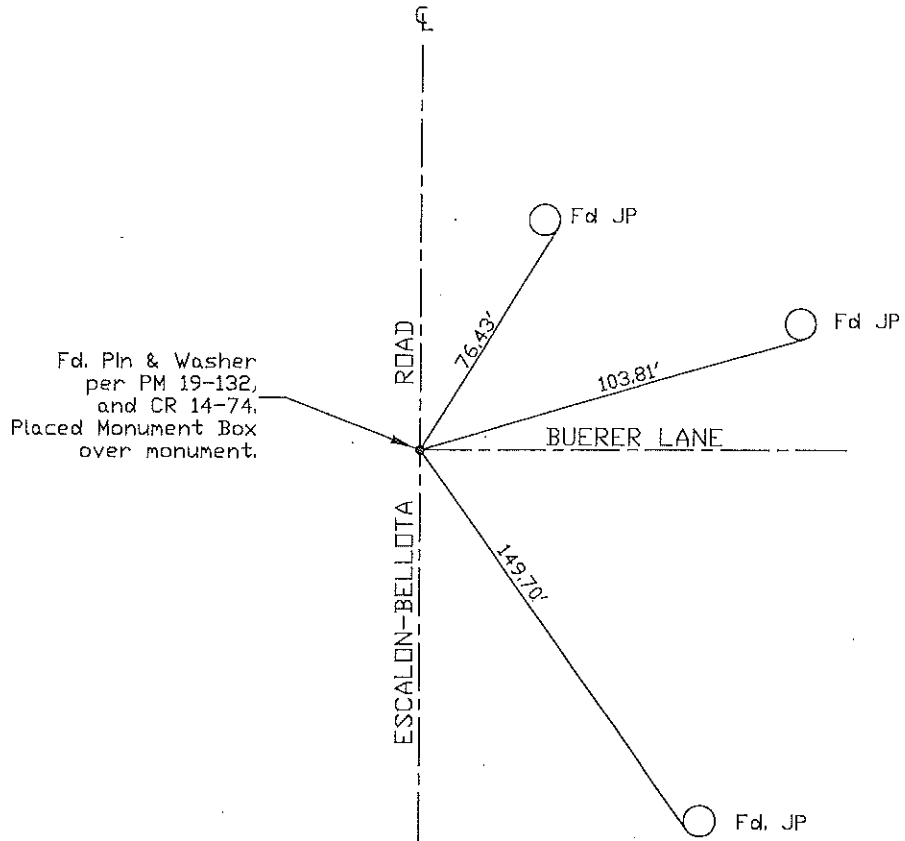 ℄
Fd JP
Fd JP
76.43'
103.81'
ROAD
Fd. Pin & Washer
per PM 19-132,
and CR 14-74.
Placed Monument Box
over monument.
BUERER LANE
ESCALON-BELLOTA
149.70'
Fd. JP